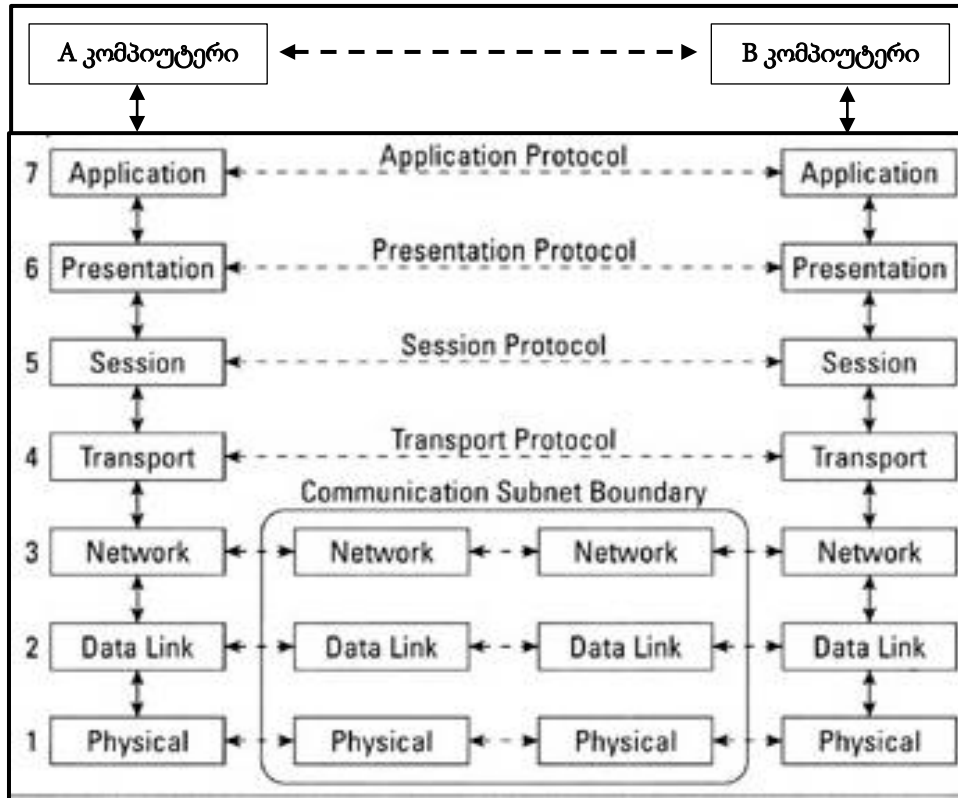 A კომპიუტერი B კომპიუტერი
7 Application Application Protocol Application
6 Presentation Presentation Protocol Presentation
5 Session Session Protocol Session
4 Transport Transport Protocol Transport
Communication Subnet Boundary
3 Network Network Network Network
2 Data Link Data Link Data Link Data Link
1 Physical Physical Physical Physical